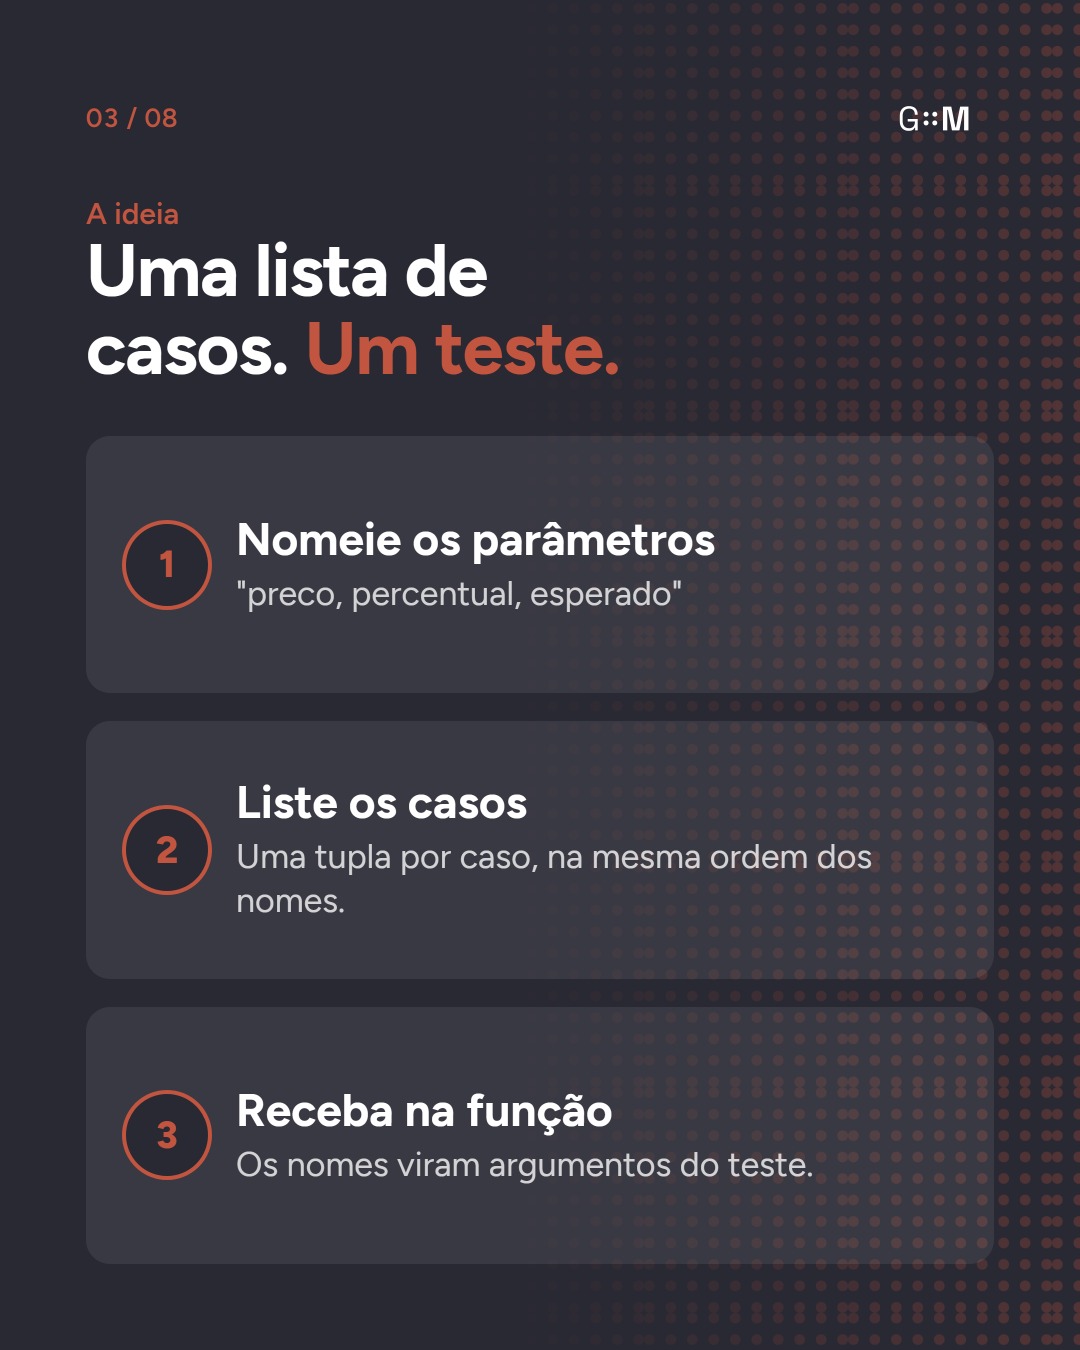 03 / 08
G::M
A ideia
Uma lista de
casos. Um teste.
1
Nomeie os parâmetros
"preco, percentual, esperado"
2
Liste os casos
Uma tupla por caso, na mesma ordem dos
nomes.
3
Receba na função
Os nomes viram argumentos do teste.